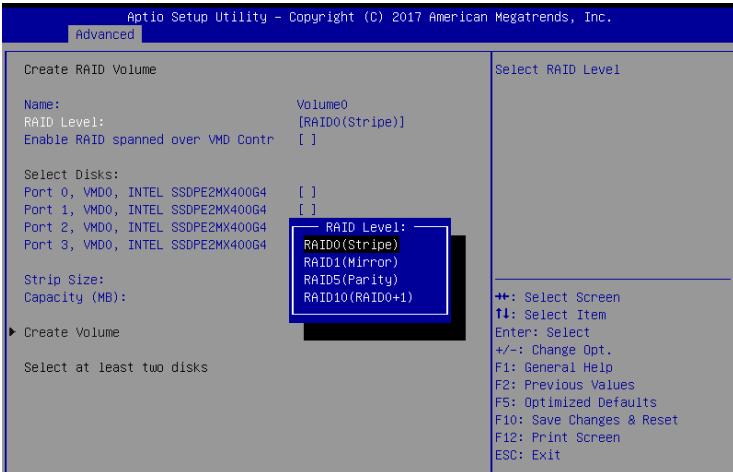 Aptio Setup Utility – Copyright (C) 2017 American Megatrends, Inc.
Advanced
Create RAID Volume
Name: Volume0
RAID Level: [RAID0(Stripe)]
Enable RAID spanned over VMD Contr [ ]
Select Disks:
Port 0, VMD0, INTEL SSDPE2MX400G4 [ ]
Port 1, VMD0, INTEL SSDPE2MX400G4 [ ]
Port 2, VMD0, INTEL SSDPE2MX400G4
Port 3, VMD0, INTEL SSDPE2MX400G4
Strip Size:
Capacity (MB):
Create Volume
Select at least two disks
RAID Level:
RAID0(Stripe)
RAID1(Mirror)
RAID5(Parity)
RAID10(RAID0+1)
Select RAID Level
→←: Select Screen
↑↓: Select Item
Enter: Select
+/-: Change Opt.
F1: General Help
F2: Previous Values
F5: Optimized Defaults
F10: Save Changes & Reset
F12: Print Screen
ESC: Exit